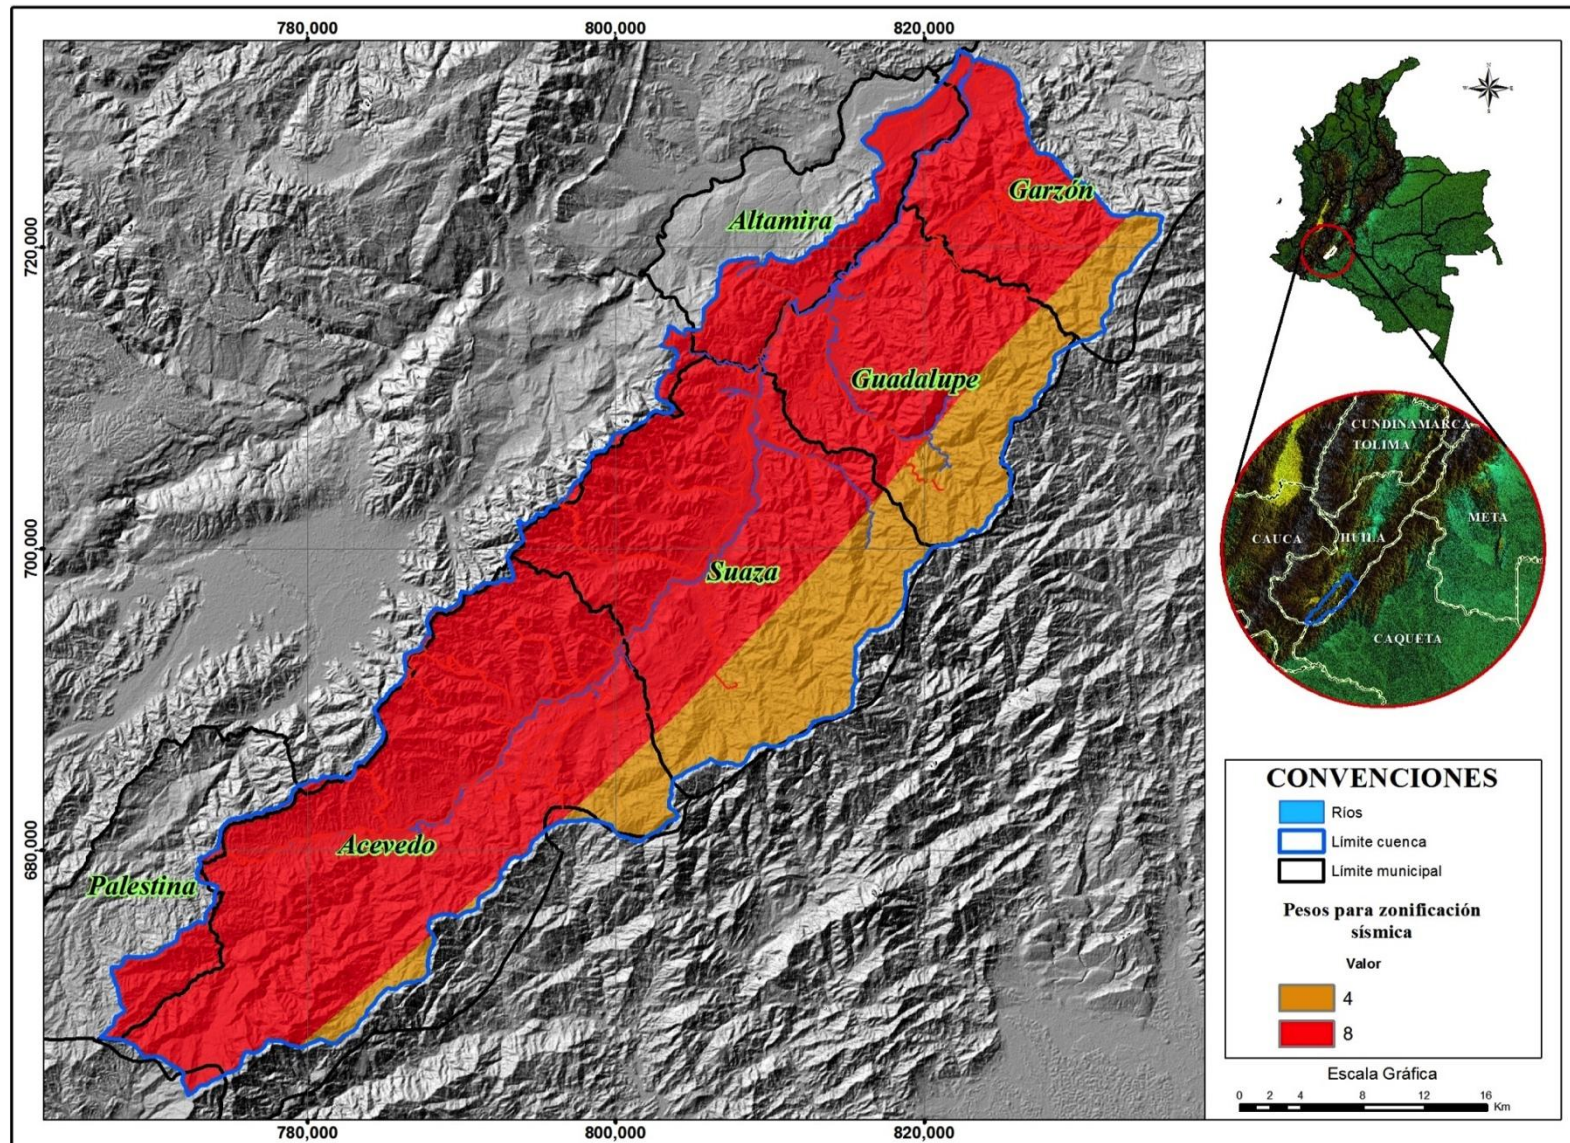 780,000
800,000
820,000
720,000
700,000
680,000
Garzón
Altamira
Guadalupe
Suaza
Acevedo
Palestina
780,000
800,000
820,000
CUNDINAMARCA
TOLIMA
META
CAUCA
HUILA
CAQUETA
CONVENCIONES
Ríos
Límite cuenca
Límite municipal
Pesos para zonificación
sísmica
Valor
4
8
Escala Gráfica
0 2 4 8 12 16
Km